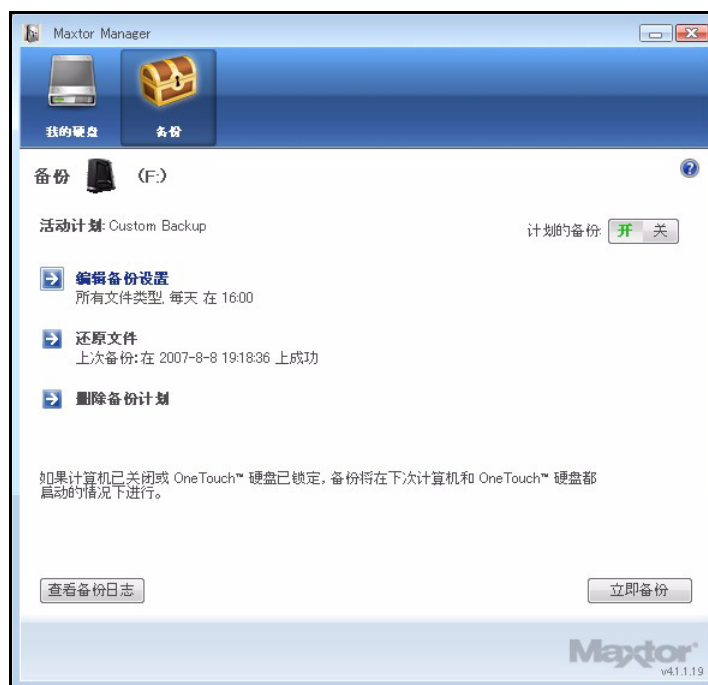 Maxtor Manager
我的硬盘
备份
备份 (F:)
活动计划: Custom Backup
计划的备份: 开 关
编辑备份设置
所有文件类型, 每天 在 16:00
还原文件
上次备份: 在 2007-8-8 19:18:36 上成功
删除备份计划
如果计算机已关闭或 OneTouch™ 硬盘已锁定, 备份将在下次计算机和 OneTouch™ 硬盘都
启动的情况下进行。
查看备份日志
立即备份
Maxtor®
v4.1.1.19